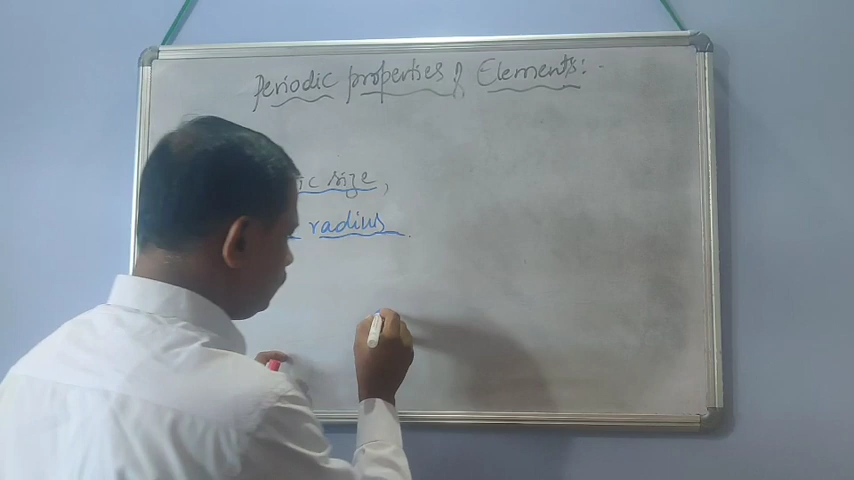 Periodic properties of Elements:-
ic size,
radius.